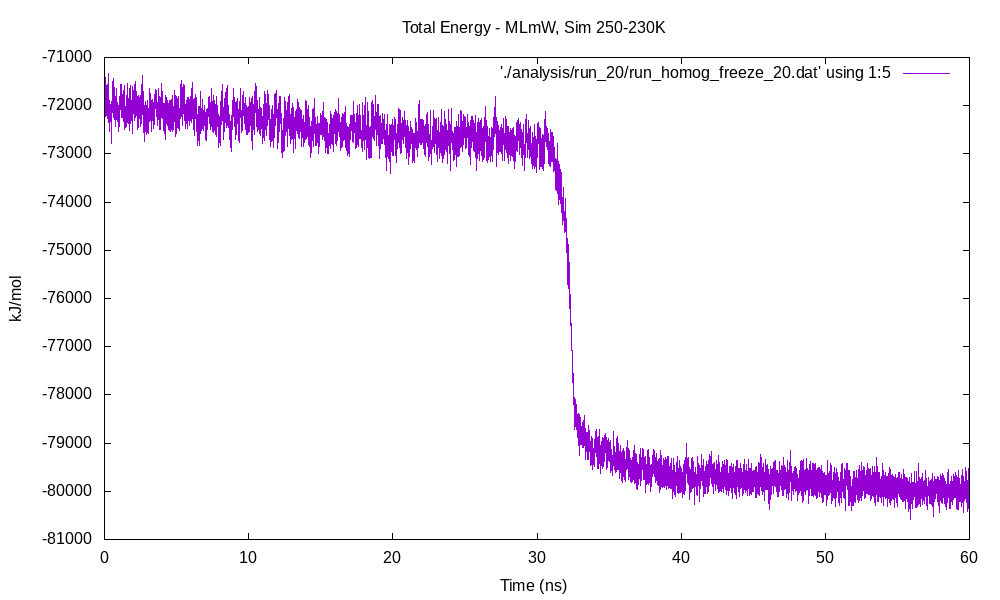 Total Energy - MLmW, Sim 250-230K
'./analysis/run_20/run_homog_freeze_20.dat' using 1:5
-71000
-72000
-73000
-74000
-75000
-76000
-77000
-78000
-79000
-80000
-81000
kJ/mol
0 10 20 30 40 50 60
Time (ns)